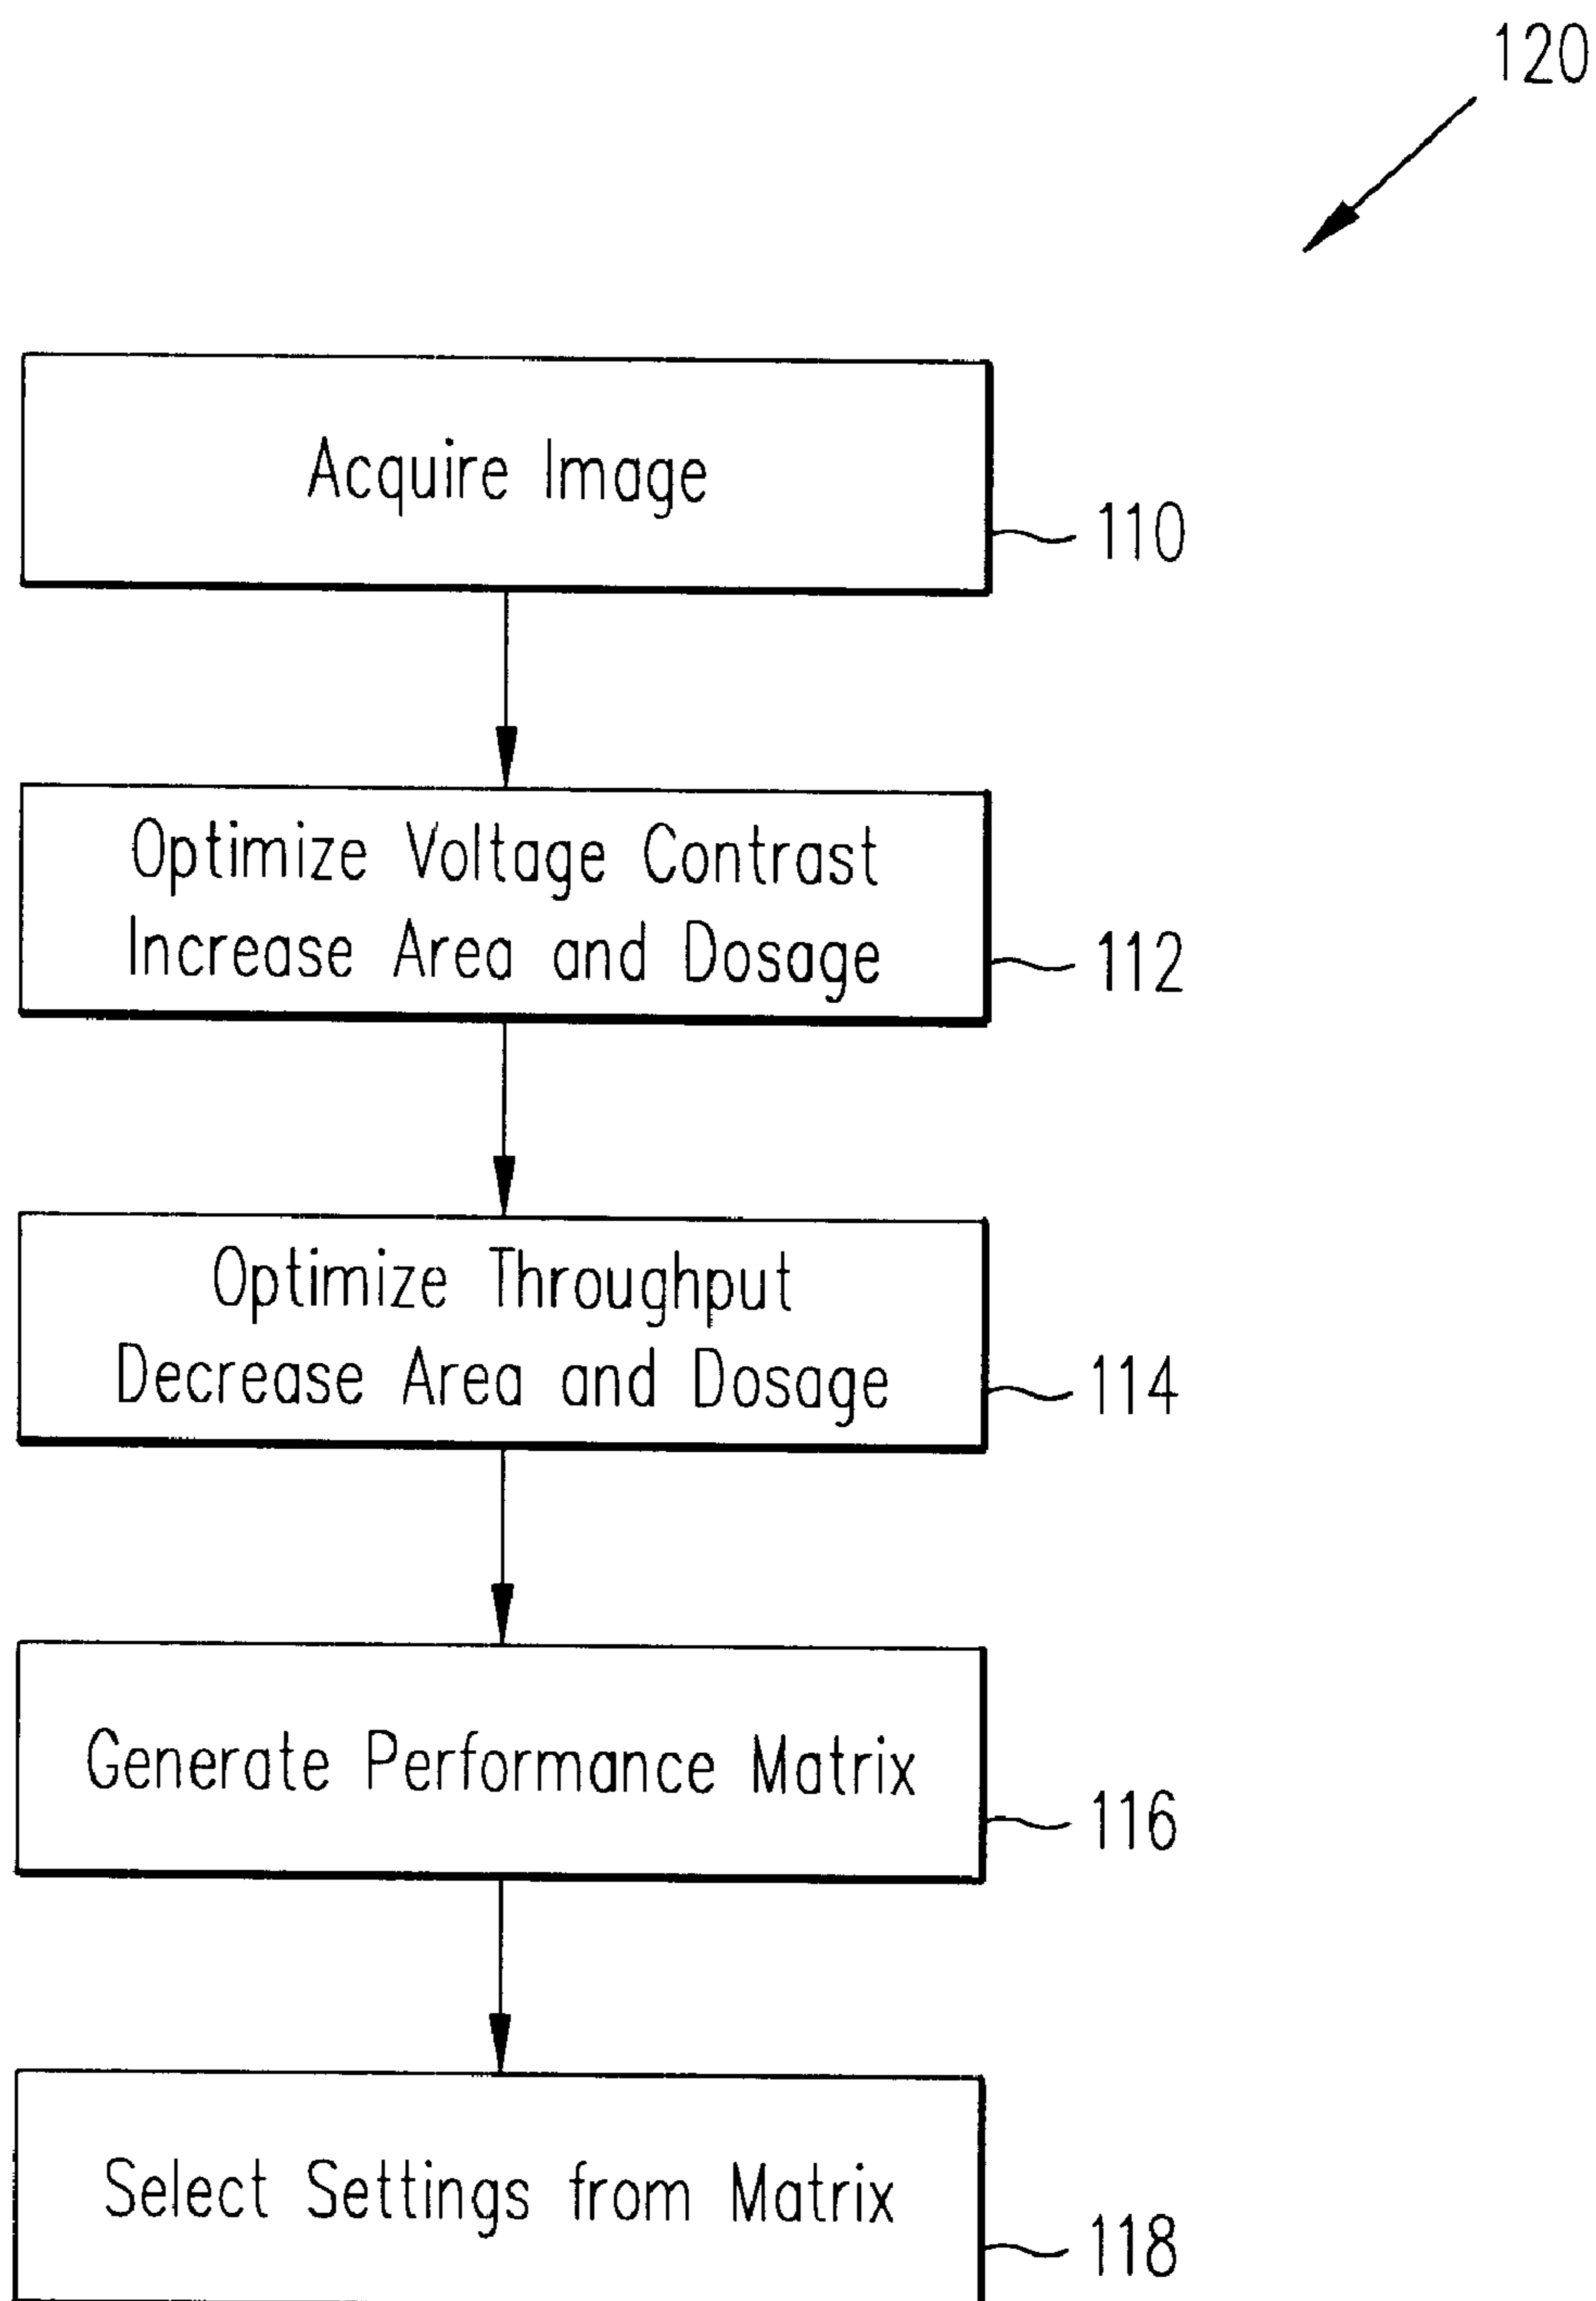 120
Acquire Image
110
Optimize Voltage Contrast
Increase Area and Dosage
112
Optimize Throughput
Decrease Area and Dosage
114
Generate Performance Matrix
116
Select Settings from Matrix
118